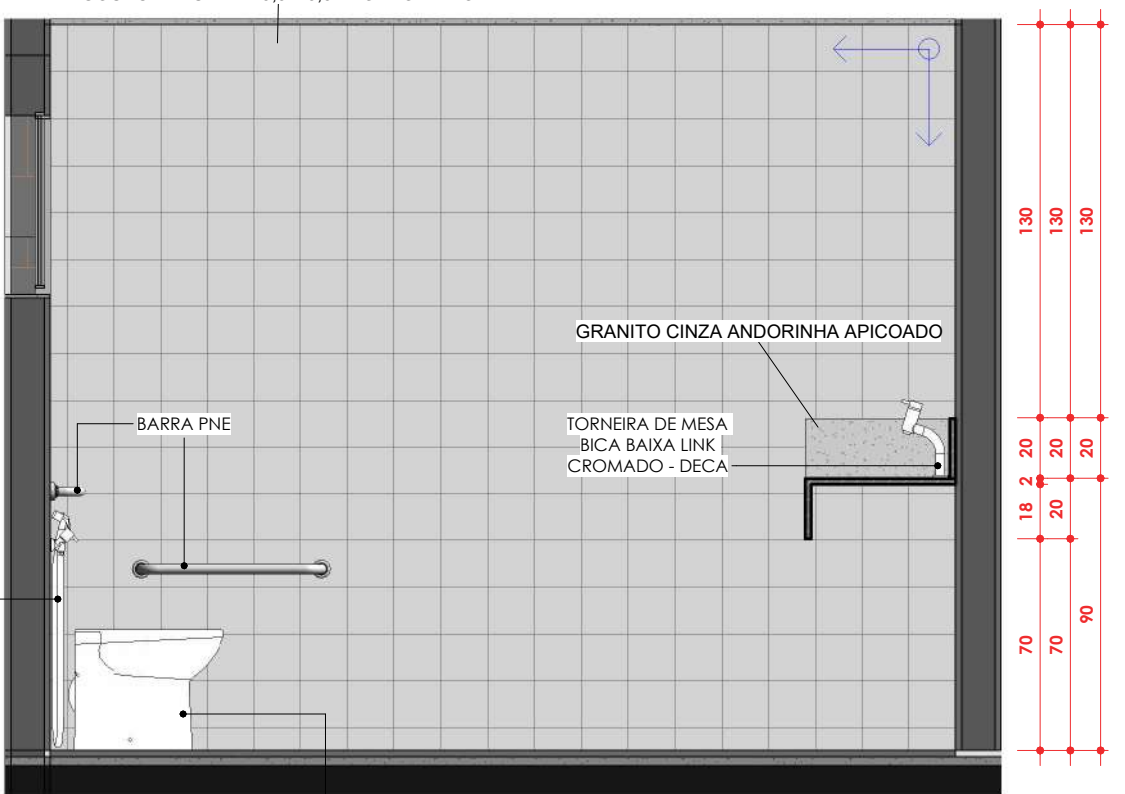 GRANITO CINZA ANDORINHA APICOADO
BARRA PNE
TORNEIRA DE MESA
BICA BAIXA LINK
CROMADO - DECA
130
130
130
20
20
20
2
18
20
70
70
90